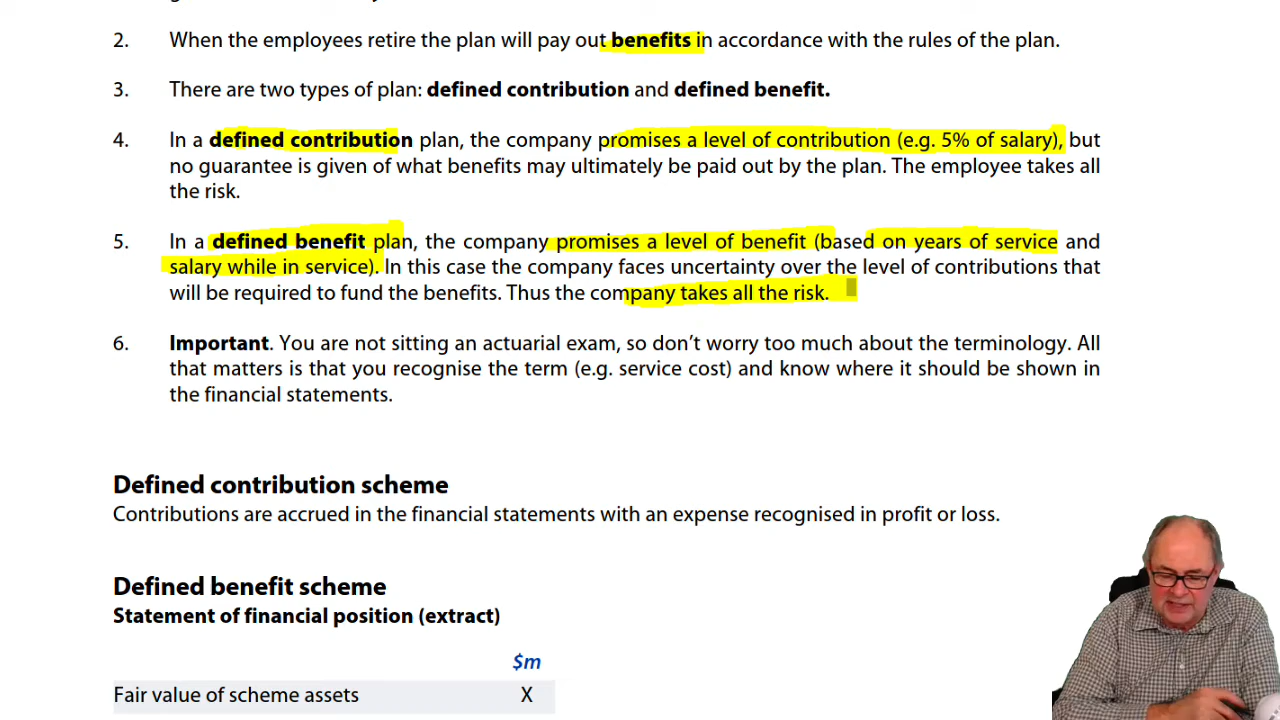 2. When the employees retire the plan will pay out benefits in accordance with the rules of the plan.
3. There are two types of plan: defined contribution and defined benefit.
4. In a defined contribution plan, the company promises a level of contribution (e.g. 5% of salary), but
no guarantee is given of what benefits may ultimately be paid out by the plan. The employee takes all
the risk.
5. In a defined benefit plan, the company promises a level of benefit (based on years of service and
salary while in service). In this case the company faces uncertainty over the level of contributions that
will be required to fund the benefits. Thus the company takes all the risk.
6. Important. You are not sitting an actuarial exam, so don’t worry too much about the terminology. All
that matters is that you recognise the term (e.g. service cost) and know where it should be shown in
the financial statements.
Defined contribution scheme
Contributions are accrued in the financial statements with an expense recognised in profit or loss.
Defined benefit scheme
Statement of financial position (extract)
$m
Fair value of scheme assets X